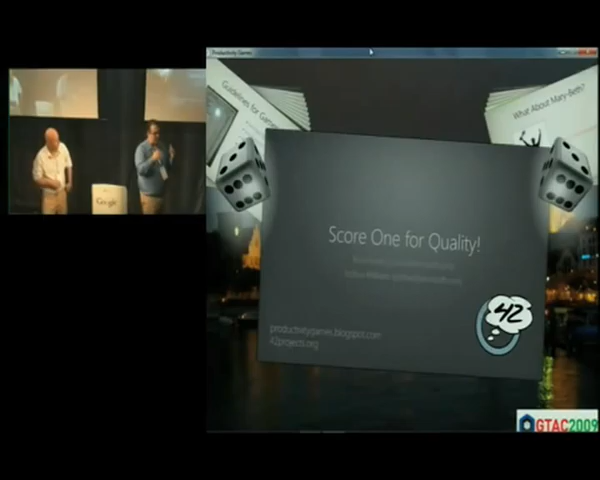 Productivity Games
Guidelines for Game
What About Mary-Beth?
Google
Score One for Quality!
42
productivitygames.blogspot.com
42projects.org
GTAC2009